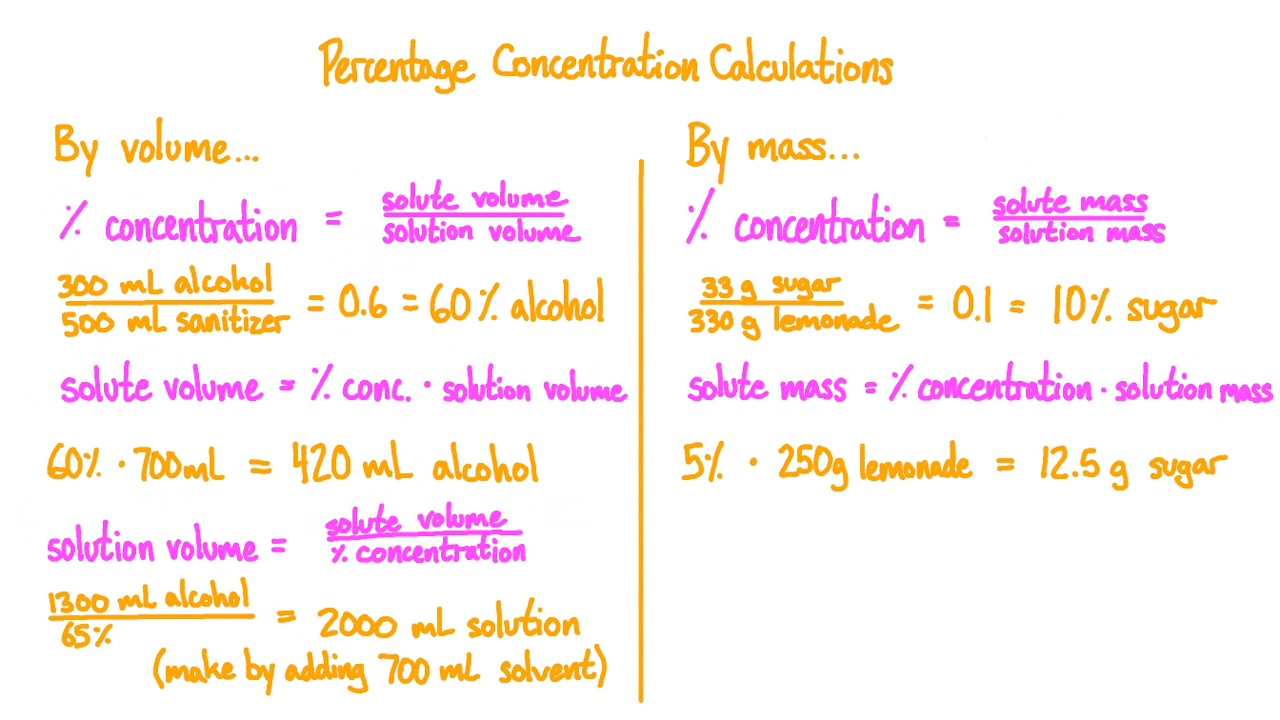 Percentage Concentration Calculations
By volume...
% concentration = solute volume / solution volume
300 mL alcohol / 500 mL sanitizer = 0.6 = 60% alcohol
solute volume = % conc. · solution volume
60% · 700mL = 420 mL alcohol
solution volume = solute volume / % concentration
1300 mL alcohol / 65% = 2000 mL solution
(make by adding 700 mL solvent)
By mass...
% concentration = solute mass / solution mass
33 g sugar / 330 g lemonade = 0.1 = 10% sugar
solute mass = % concentration · solution mass
5% · 250g lemonade = 12.5 g sugar